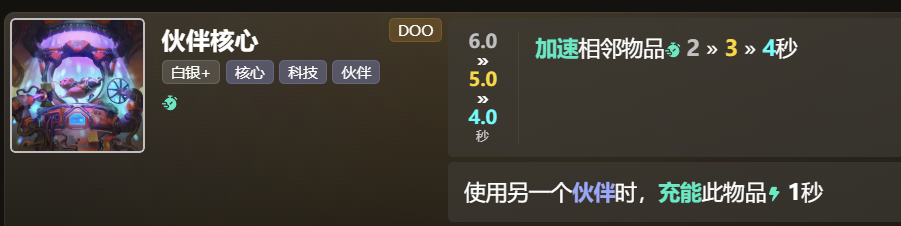 伙伴核心
DOO
白银+ 核心 科技 伙伴
6.0
»
5.0
»
4.0
秒
加速相邻物品 2 » 3 » 4秒
使用另一个伙伴时，充能此物品 1秒